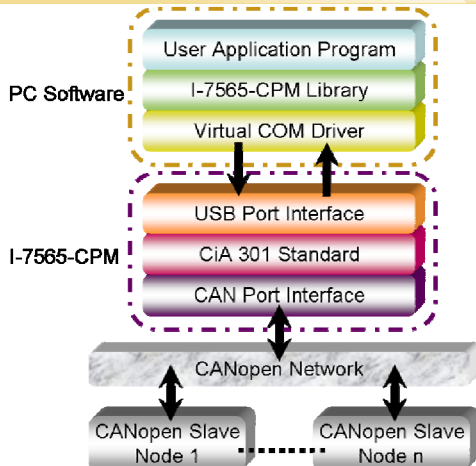 User Application Program
PC Software
I-7565-CPM Library
Virtual COM Driver
USB Port Interface
I-7565-CPM
CiA 301 Standard
CAN Port Interface
CANopen Network
CANopen Slave
Node 1
CANopen Slave
Node n